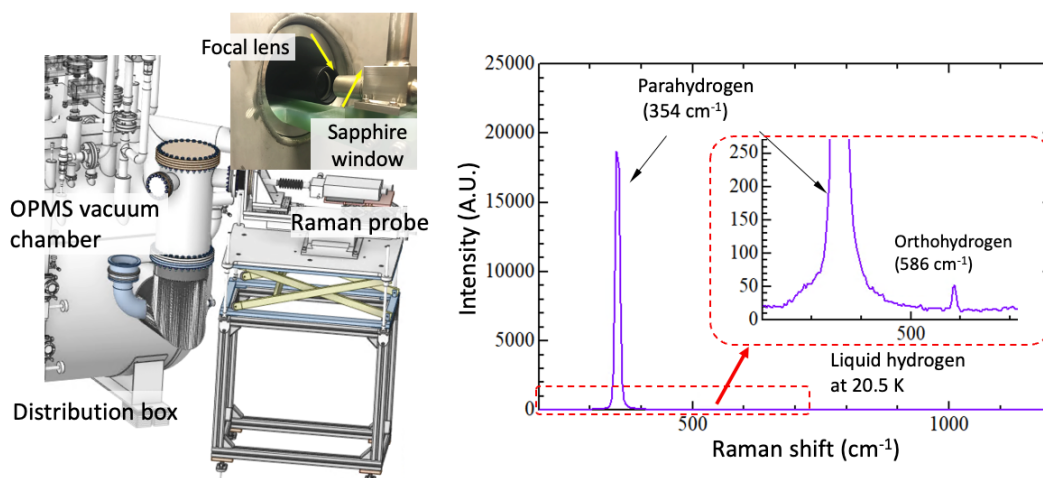 Focal lens
Sapphire
window
OPMS vacuum
chamber
Raman probe
Distribution box
Intensity (A.U.)
25000
20000
15000
10000
5000
0
500
1000
Raman shift (cm⁻¹)
Parahydrogen
(354 cm⁻¹)
250
200
150
100
50
0
500
Orthohydrogen
(586 cm⁻¹)
Liquid hydrogen
at 20.5 K